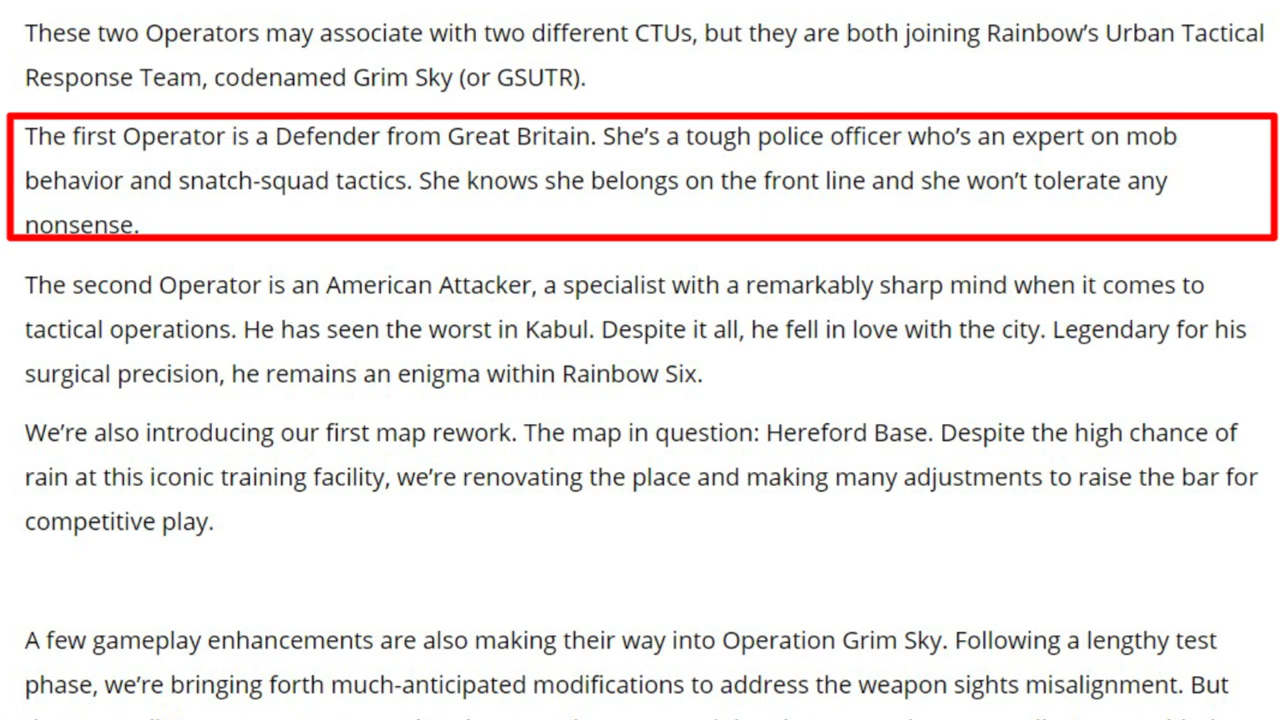 These two Operators may associate with two different CTUs, but they are both joining Rainbow’s Urban Tactical
Response Team, codenamed Grim Sky (or GSUTR).
The first Operator is a Defender from Great Britain. She’s a tough police officer who’s an expert on mob
behavior and snatch-squad tactics. She knows she belongs on the front line and she won’t tolerate any
nonsense.
The second Operator is an American Attacker, a specialist with a remarkably sharp mind when it comes to
tactical operations. He has seen the worst in Kabul. Despite it all, he fell in love with the city. Legendary for his
surgical precision, he remains an enigma within Rainbow Six.
We’re also introducing our first map rework. The map in question: Hereford Base. Despite the high chance of
rain at this iconic training facility, we’re renovating the place and making many adjustments to raise the bar for
competitive play.
A few gameplay enhancements are also making their way into Operation Grim Sky. Following a lengthy test
phase, we’re bringing forth much-anticipated modifications to address the weapon sights misalignment. But